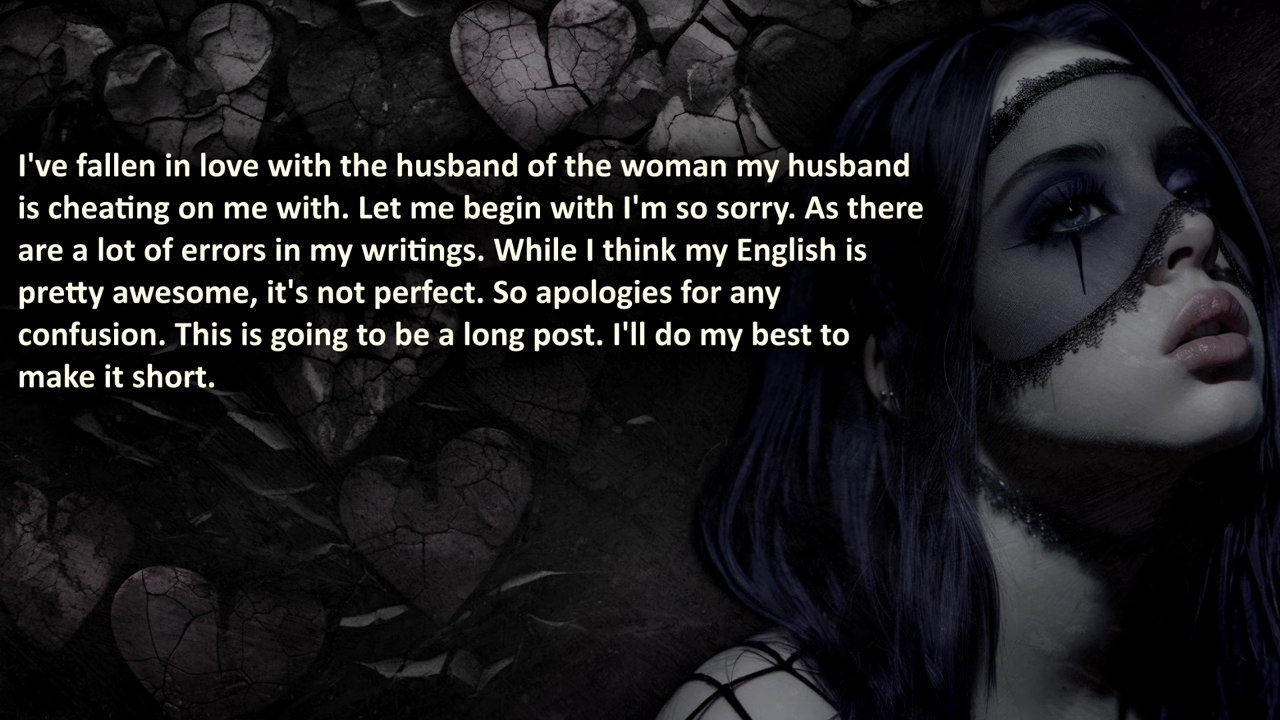 I've fallen in love with the husband of the woman my husband
is cheating on me with. Let me begin with I'm so sorry. As there
are a lot of errors in my writings. While I think my English is
pretty awesome, it's not perfect. So apologies for any
confusion. This is going to be a long post. I'll do my best to
make it short.